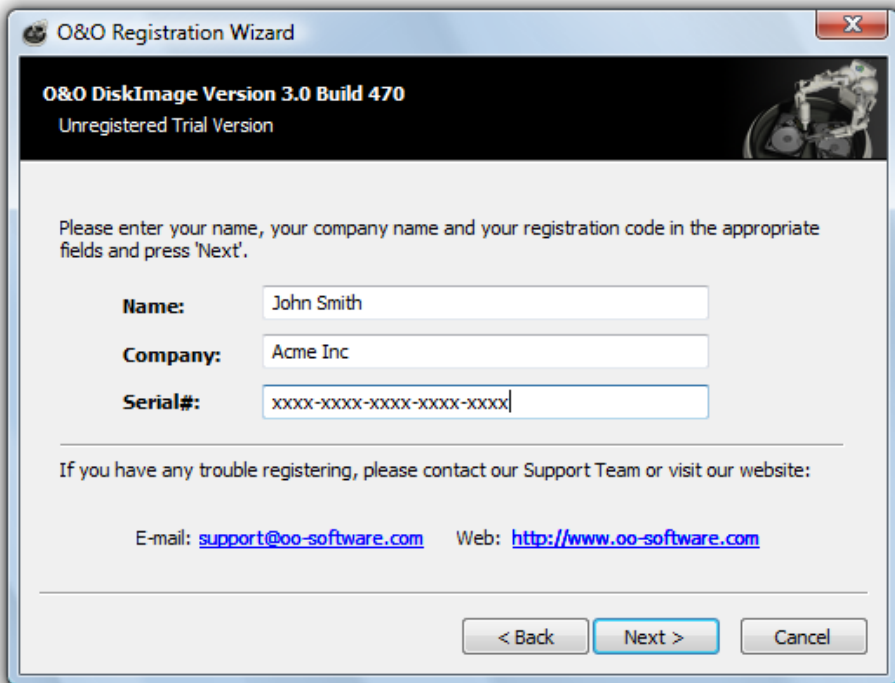 O&O Registration Wizard
O&O DiskImage Version 3.0 Build 470
Unregistered Trial Version
Please enter your name, your company name and your registration code in the appropriate
fields and press 'Next'.
Name: John Smith
Company: Acme Inc
Serial#: xxxx-xxxx-xxxx-xxxx-xxxx
If you have any trouble registering, please contact our Support Team or visit our website:
E-mail: support@oo-software.com Web: http://www.oo-software.com
< Back Next > Cancel